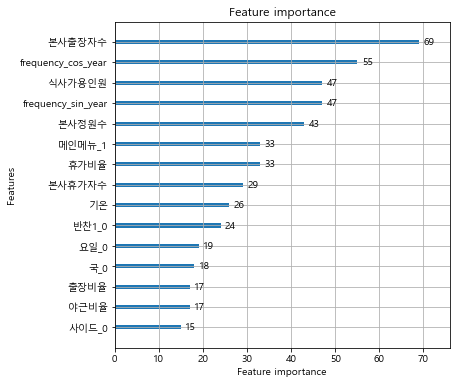 Feature importance
본사출장자수 69
frequency_cos_year 55
식사가용인원 47
frequency_sin_year 47
본사정원수 43
메인메뉴_1 33
휴가비율 33
본사휴가자수 29
기온 26
반찬1_0 24
요일_0 19
국_0 18
출장비율 17
야근비율 17
사이드_0 15
Features
0 10 20 30 40 50 60 70
Feature importance